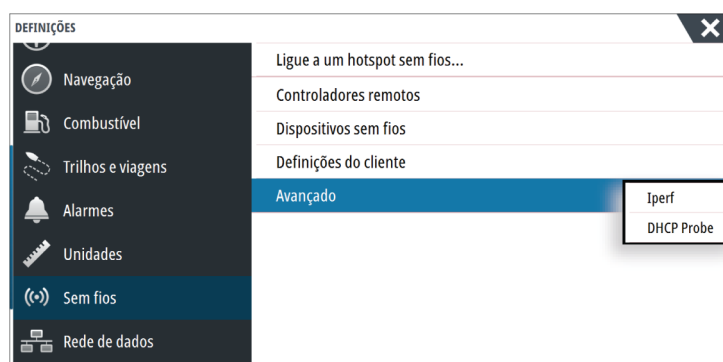 DEFINIÇÕES
Navegação
Combustível
Trilhos e viagens
Alarmes
Unidades
Sem fios
Rede de dados
Ligue a um hotspot sem fios...
Controladores remotos
Dispositivos sem fios
Definições do cliente
Avançado
Iperf
DHCP Probe